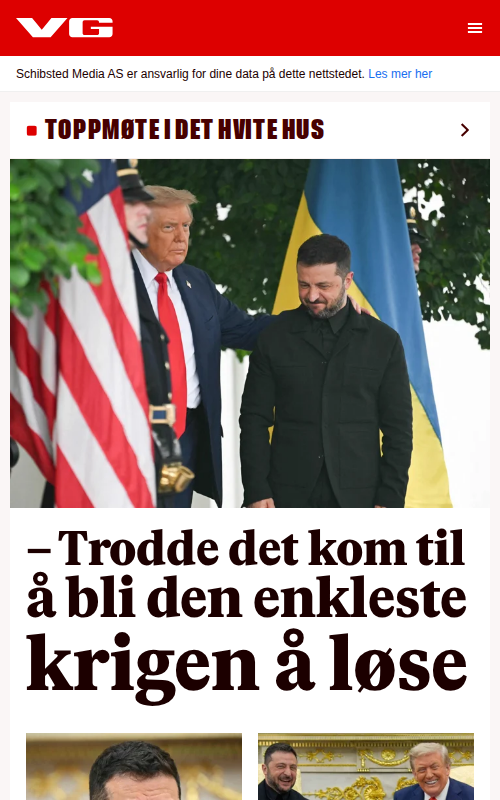 VG
Schibsted Media AS er ansvarlig for dine data på dette nettstedet. Les mer her
TOPPMØTE I DET HVITE HUS
– Trodde det kom til
å bli den enkleste
krigen å løse